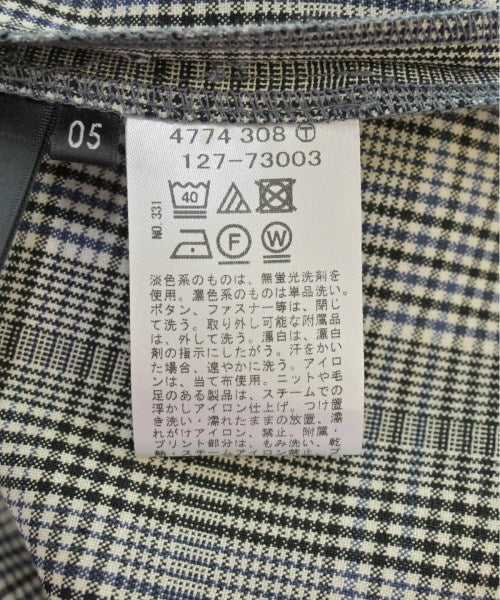 05
4774 308 Ⓣ
127-73003
40
F W
NO.331
淡色系のものは、無蛍光洗剤を
使用。濃色系のものは単品洗い。
ボタン、ファスナー等は、閉じ
て洗う。取り外し可能な附属品
は、外して洗う。漂白は、漂白
剤の指示にしたがう。汗をかい
た場合、速やかに洗う。アイロ
ンは、当て布使用。ニットや毛
足のある製品は、スチームでの
浮かしアイロン仕上げ。つけ置
き洗い・濡れたままの放置、濡
れがけアイロン、禁止。附属・
プリント部分は、もみ洗い、乾